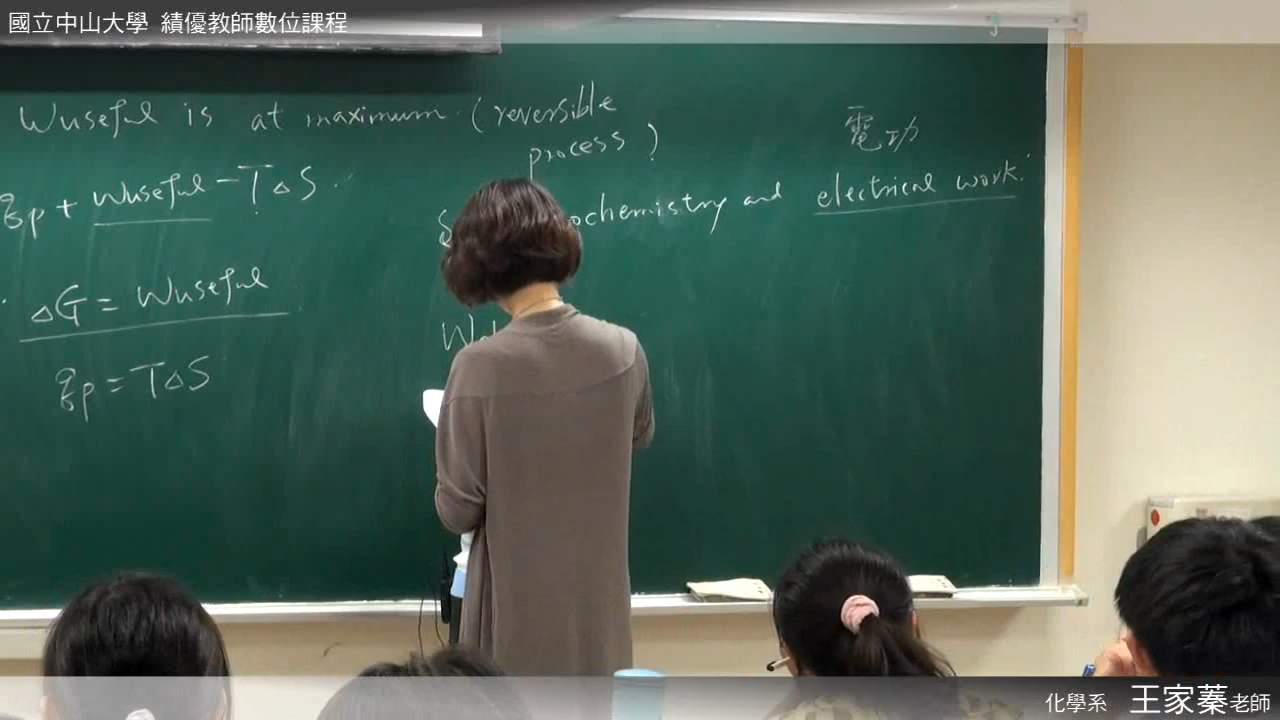 國立中山大學 績優教師數位課程
Wuseful is at maximum. (reversible
process)
qp + Wuseful - TΔS
ΔG = Wuseful
qp = TΔS
電功
ochemistry and electrical work:
化學系 王家蓁老師